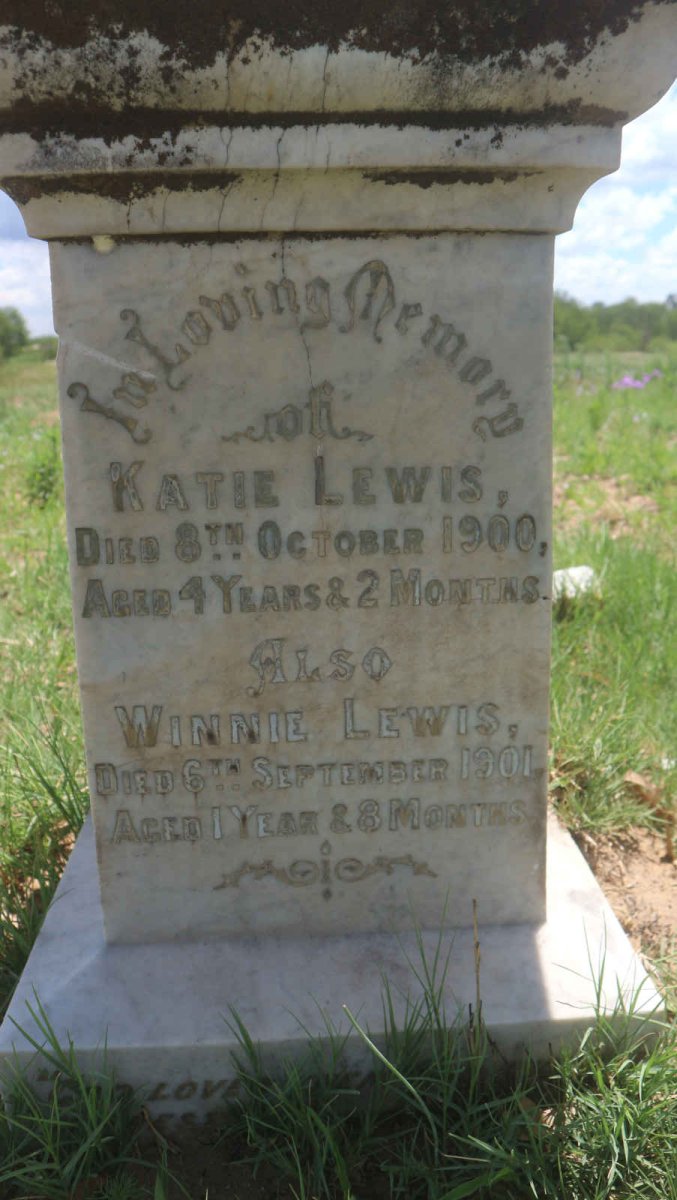 In Loving Memory
of
KATIE LEWIS,
DIED 8TH OCTOBER 1900,
AGED 4 YEARS & 2 MONTHS.
ALSO
WINNIE LEWIS,
DIED 6TH SEPTEMBER 1901,
AGED 1 YEAR & 8 MONTHS.
LOVE